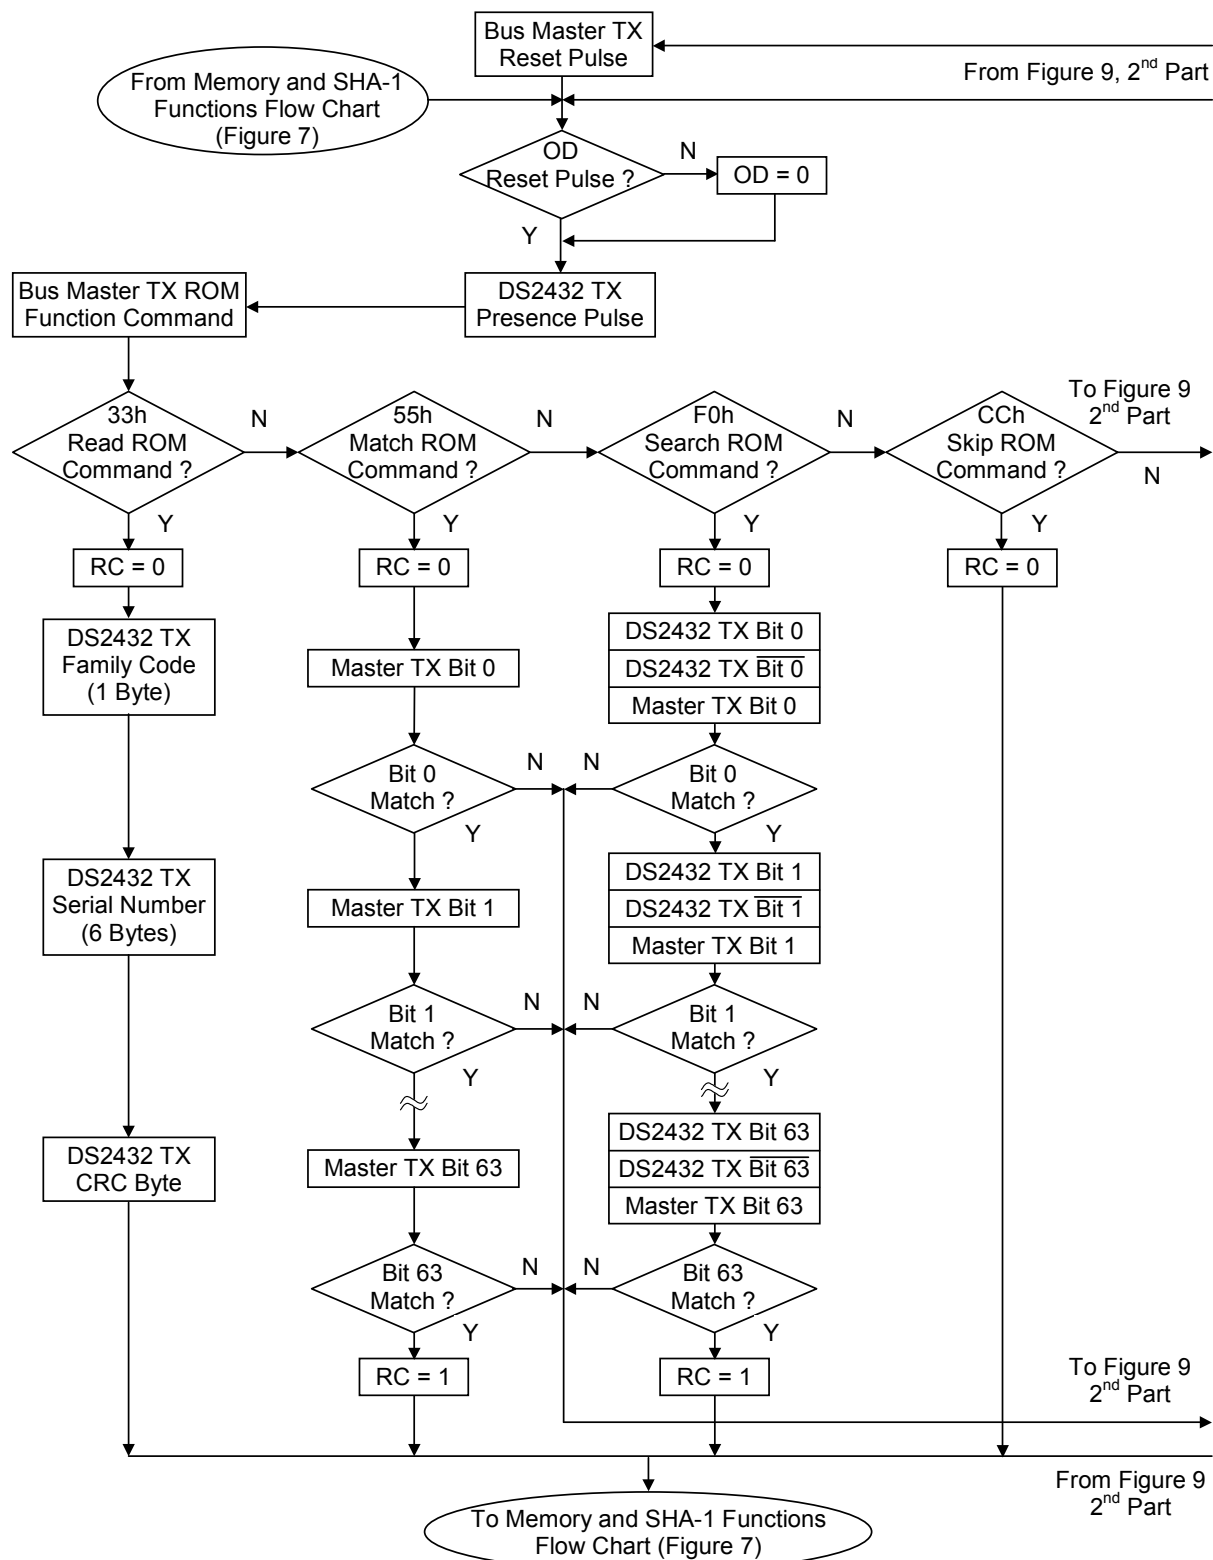 Bus Master TX
Reset Pulse
From Figure 9, 2nd Part
From Memory and SHA-1
Functions Flow Chart
(Figure 7)
OD
Reset Pulse ?
N
OD = 0
Y
Bus Master TX ROM
Function Command
DS2432 TX
Presence Pulse
To Figure 9
2nd Part
33h
Read ROM
Command ?
N
55h
Match ROM
Command ?
N
F0h
Search ROM
Command ?
N
CCh
Skip ROM
Command ?
N
Y
Y
Y
Y
RC = 0
RC = 0
RC = 0
RC = 0
DS2432 TX
Family Code
(1 Byte)
Master TX Bit 0
DS2432 TX Bit 0
DS2432 TX B̅i̅t̅ ̅0̅
Master TX Bit 0
Bit 0
Match ?
N
N
Bit 0
Match ?
Y
Y
DS2432 TX
Serial Number
(6 Bytes)
Master TX Bit 1
DS2432 TX Bit 1
DS2432 TX B̅i̅t̅ ̅1̅
Master TX Bit 1
Bit 1
Match ?
N
N
Bit 1
Match ?
Y
Y
DS2432 TX
CRC Byte
Master TX Bit 63
DS2432 TX Bit 63
DS2432 TX B̅i̅t̅ ̅6̅3̅
Master TX Bit 63
Bit 63
Match ?
N
N
Bit 63
Match ?
Y
Y
RC = 1
RC = 1
To Figure 9
2nd Part
From Figure 9
2nd Part
To Memory and SHA-1 Functions
Flow Chart (Figure 7)